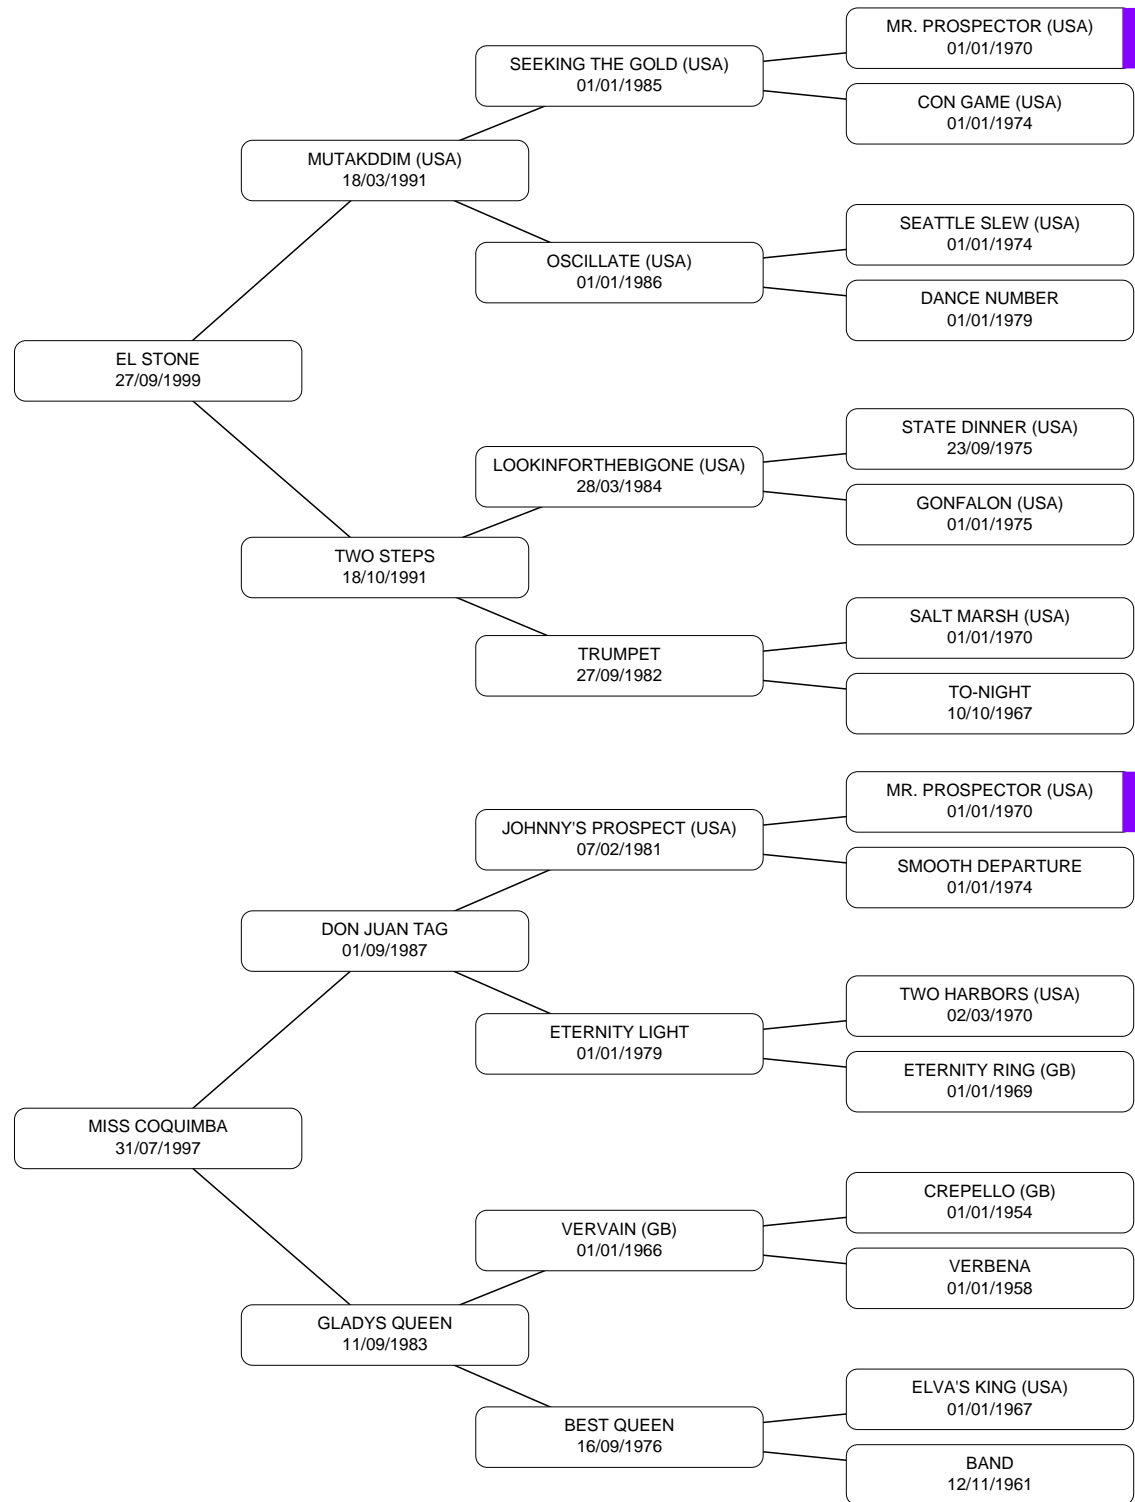 MR. PROSPECTOR (USA)
01/01/1970
SEEKING THE GOLD (USA)
01/01/1985
CON GAME (USA)
01/01/1974
MUTAKDDIM (USA)
18/03/1991
SEATTLE SLEW (USA)
01/01/1974
OSCILLATE (USA)
01/01/1986
DANCE NUMBER
01/01/1979
EL STONE
27/09/1999
STATE DINNER (USA)
23/09/1975
LOOKINFORTHEBIGONE (USA)
28/03/1984
GONFALON (USA)
01/01/1975
TWO STEPS
18/10/1991
SALT MARSH (USA)
01/01/1970
TRUMPET
27/09/1982
TO-NIGHT
10/10/1967
MR. PROSPECTOR (USA)
01/01/1970
JOHNNY'S PROSPECT (USA)
07/02/1981
SMOOTH DEPARTURE
01/01/1974
DON JUAN TAG
01/09/1987
TWO HARBORS (USA)
02/03/1970
ETERNITY LIGHT
01/01/1979
ETERNITY RING (GB)
01/01/1969
MISS COQUIMBA
31/07/1997
CREPELLO (GB)
01/01/1954
VERVAIN (GB)
01/01/1966
VERBENA
01/01/1958
GLADYS QUEEN
11/09/1983
ELVA'S KING (USA)
01/01/1967
BEST QUEEN
16/09/1976
BAND
12/11/1961